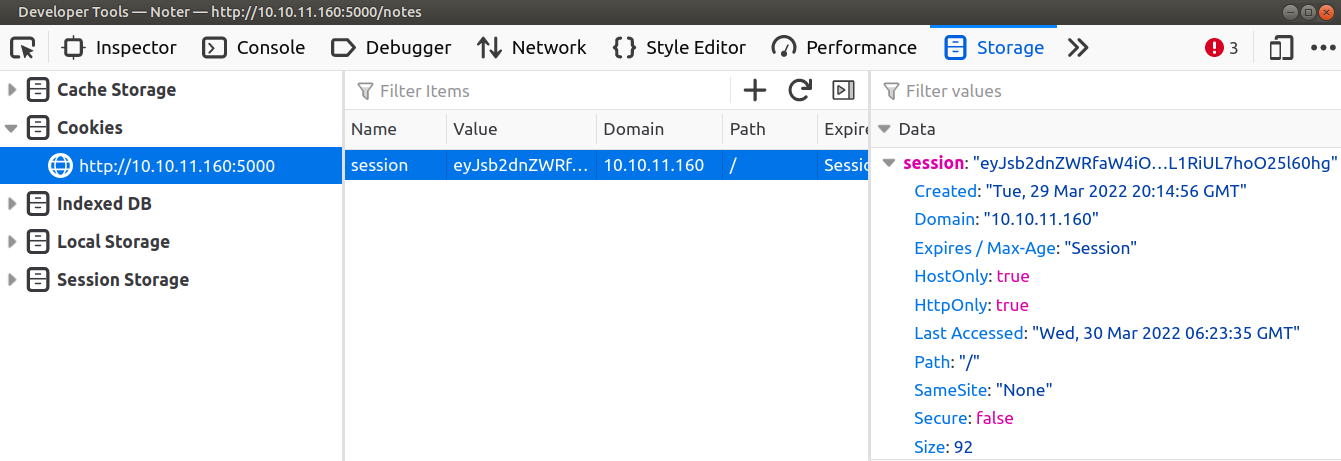 Developer Tools — Noter — http://10.10.11.160:5000/notes
Inspector Console Debugger Network Style Editor Performance Storage 3
Cache Storage
Cookies
http://10.10.11.160:5000
Indexed DB
Local Storage
Session Storage
Filter Items
Name Value Domain Path Expire
session eyJsb2dnZWRf… 10.10.11.160 / Sessio
Filter values
Data
session: "eyJsb2dnZWRfaW4iO…L1RiUL7hoO25l60hg"
Created: "Tue, 29 Mar 2022 20:14:56 GMT"
Domain: "10.10.11.160"
Expires / Max-Age: "Session"
HostOnly: true
HttpOnly: true
Last Accessed: "Wed, 30 Mar 2022 06:23:35 GMT"
Path: "/"
SameSite: "None"
Secure: false
Size: 92